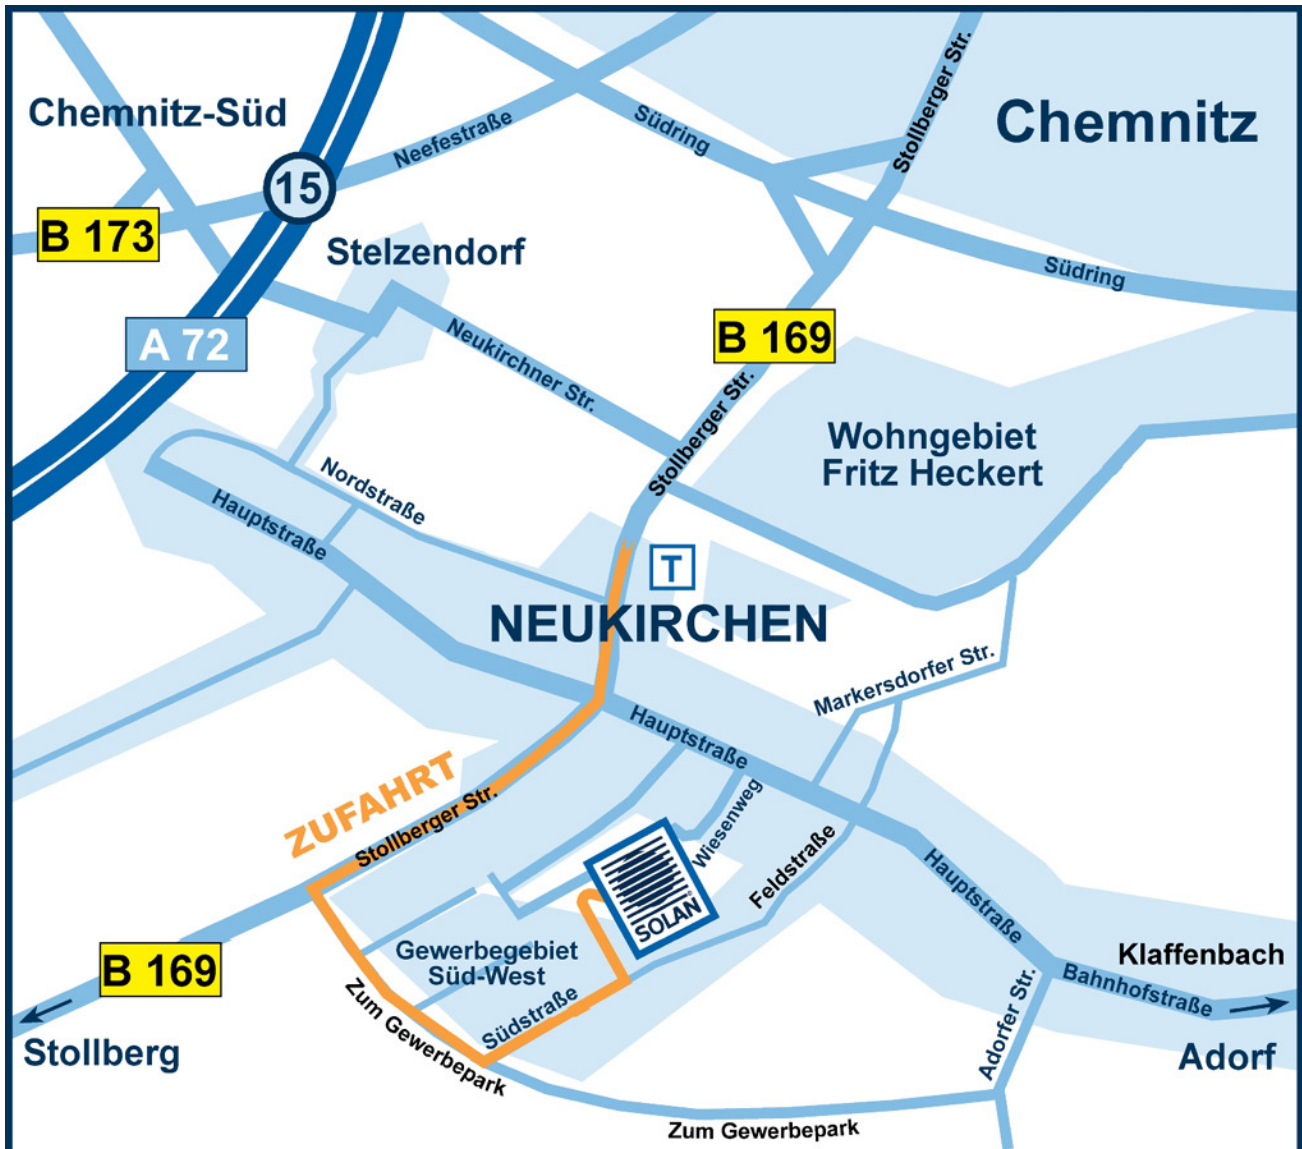 Chemnitz-Süd
Neefestraße
Südring
Stollberger Str.
Chemnitz
15
B 173
Stelzendorf
Südring
A 72
Neukirchner Str.
B 169
Stollberger Str.
Wohngebiet
Fritz Heckert
Nordstraße
Hauptstraße
T
NEUKIRCHEN
Markersdorfer Str.
Hauptstraße
ZUFAHRT
Stollberger Str.
Wiesenweg
Feldstraße
SOLAN
Hauptstraße
Gewerbegebiet
Süd-West
B 169
Klaffenbach
Bahnhofstraße
Zum Gewerbepark
Südstraße
Adorfer Str.
Stollberg
Adorf
Zum Gewerbepark